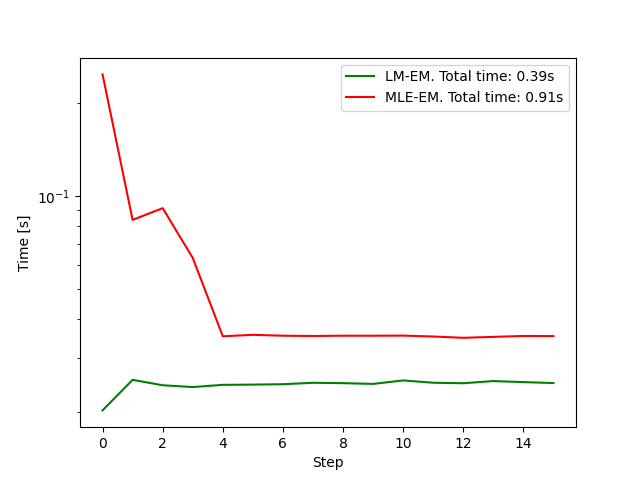 LM-EM. Total time: 0.39s
MLE-EM. Total time: 0.91s
10⁻¹
Time [s]
0 2 4 6 8 10 12 14
Step